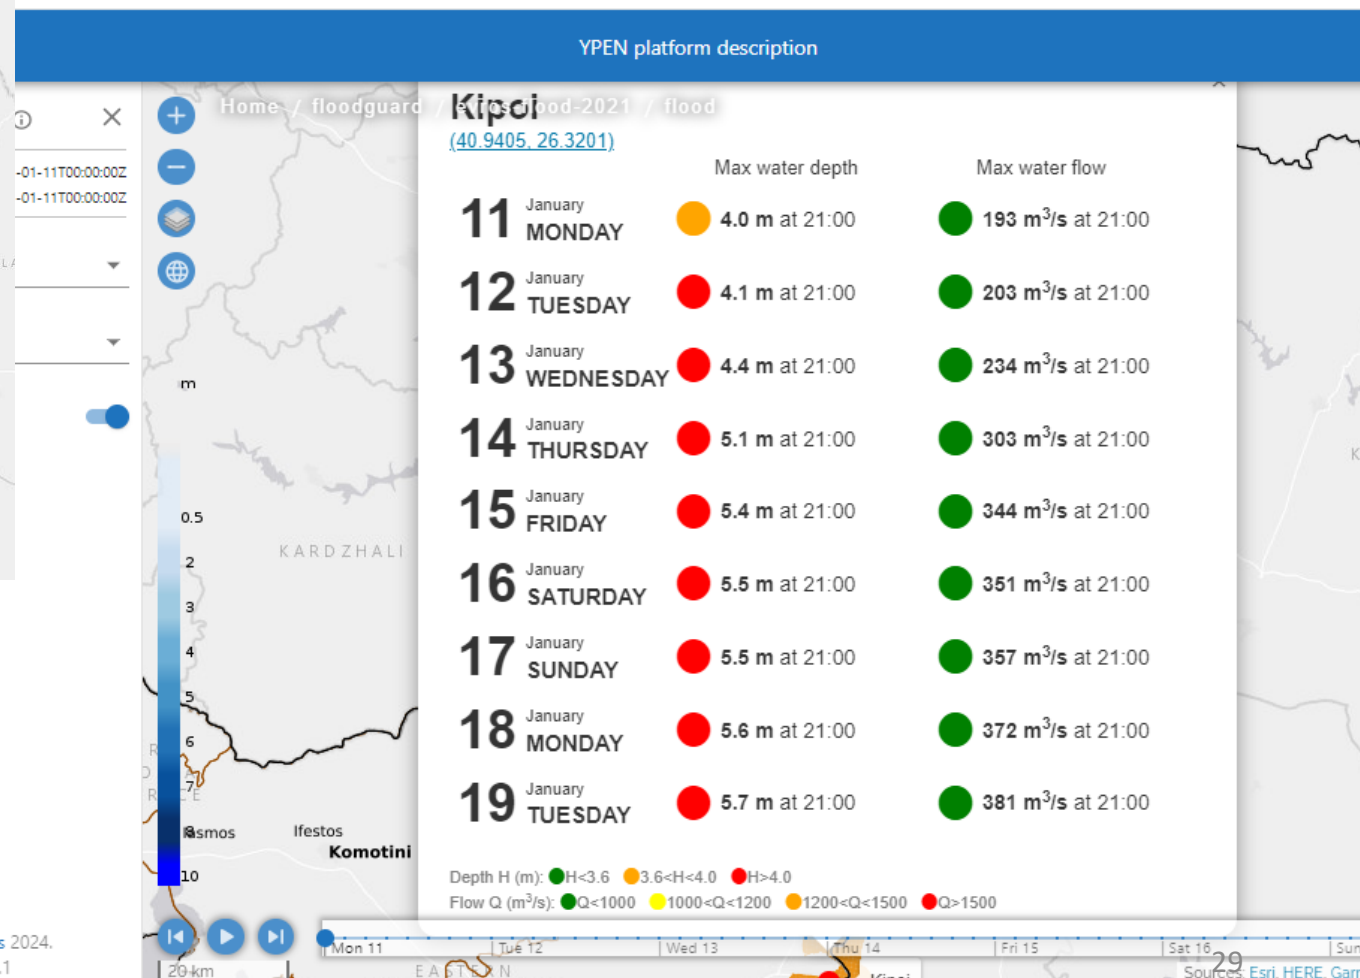 YPEN platform description
Home / floodguard / evros-flood-2021 / flood
Kipoi
(40.9405, 26.3201)
-01-11T00:00:00Z
-01-11T00:00:00Z
Max water depth Max water flow
11 January MONDAY 4.0 m at 21:00 193 m³/s at 21:00
12 January TUESDAY 4.1 m at 21:00 203 m³/s at 21:00
13 January WEDNESDAY 4.4 m at 21:00 234 m³/s at 21:00
14 January THURSDAY 5.1 m at 21:00 303 m³/s at 21:00
15 January FRIDAY 5.4 m at 21:00 344 m³/s at 21:00
16 January SATURDAY 5.5 m at 21:00 351 m³/s at 21:00
17 January SUNDAY 5.5 m at 21:00 357 m³/s at 21:00
18 January MONDAY 5.6 m at 21:00 372 m³/s at 21:00
19 January TUESDAY 5.7 m at 21:00 381 m³/s at 21:00
Depth H (m): H<3.6 3.6<H<4.0 H>4.0
Flow Q (m³/s): Q<1000 1000<Q<1200 1200<Q<1500 Q>1500
m
0.5
2
3
4
5
6
7
8
10
KARDZHALI
Iasmos
Ifestos
Komotini
Mon 11 Tue 12 Wed 13 Thu 14 Fri 15 Sat 16 Sun
20 km
EASTERN
Kipoi
29
s 2024.
.1
Sources: Esri, HERE, Gar